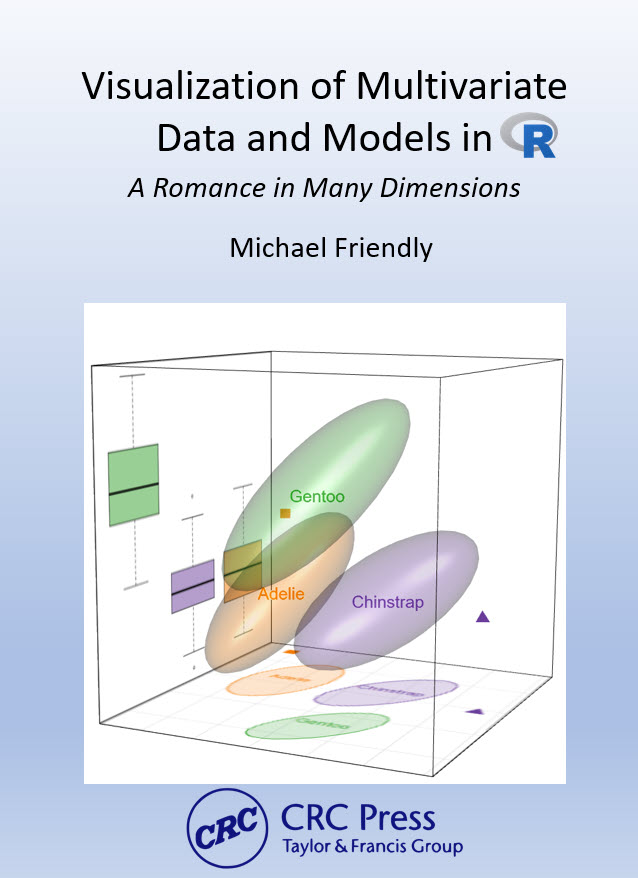 Visualization of Multivariate
Data and Models in R
A Romance in Many Dimensions
Michael Friendly
Gentoo
Adelie
Chinstrap
Adelie
Chinstrap
Gentoo
CRC
CRC Press
Taylor & Francis Group